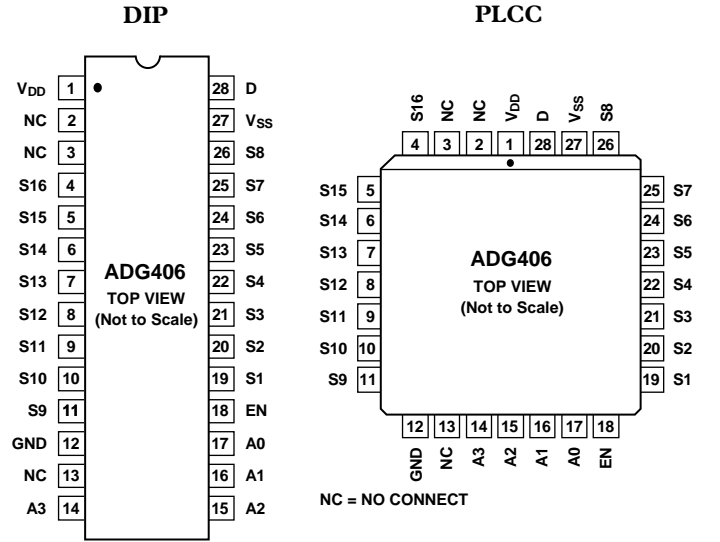 DIP
VDD 1 28 D
NC 2 27 VSS
NC 3 26 S8
S16 4 25 S7
S15 5 24 S6
S14 6 23 S5
S13 7 22 S4
S12 8 21 S3
S11 9 20 S2
S10 10 19 S1
S9 11 18 EN
GND 12 17 A0
NC 13 16 A1
A3 14 15 A2
ADG406
TOP VIEW
(Not to Scale)
PLCC
S16 NC NC VDD D VSS S8
4 3 2 1 28 27 26
S15 5 25 S7
S14 6 24 S6
S13 7 23 S5
S12 8 22 S4
S11 9 21 S3
S10 10 20 S2
S9 11 19 S1
ADG406
TOP VIEW
(Not to Scale)
12 13 14 15 16 17 18
GND NC A3 A2 A1 A0 EN
NC = NO CONNECT